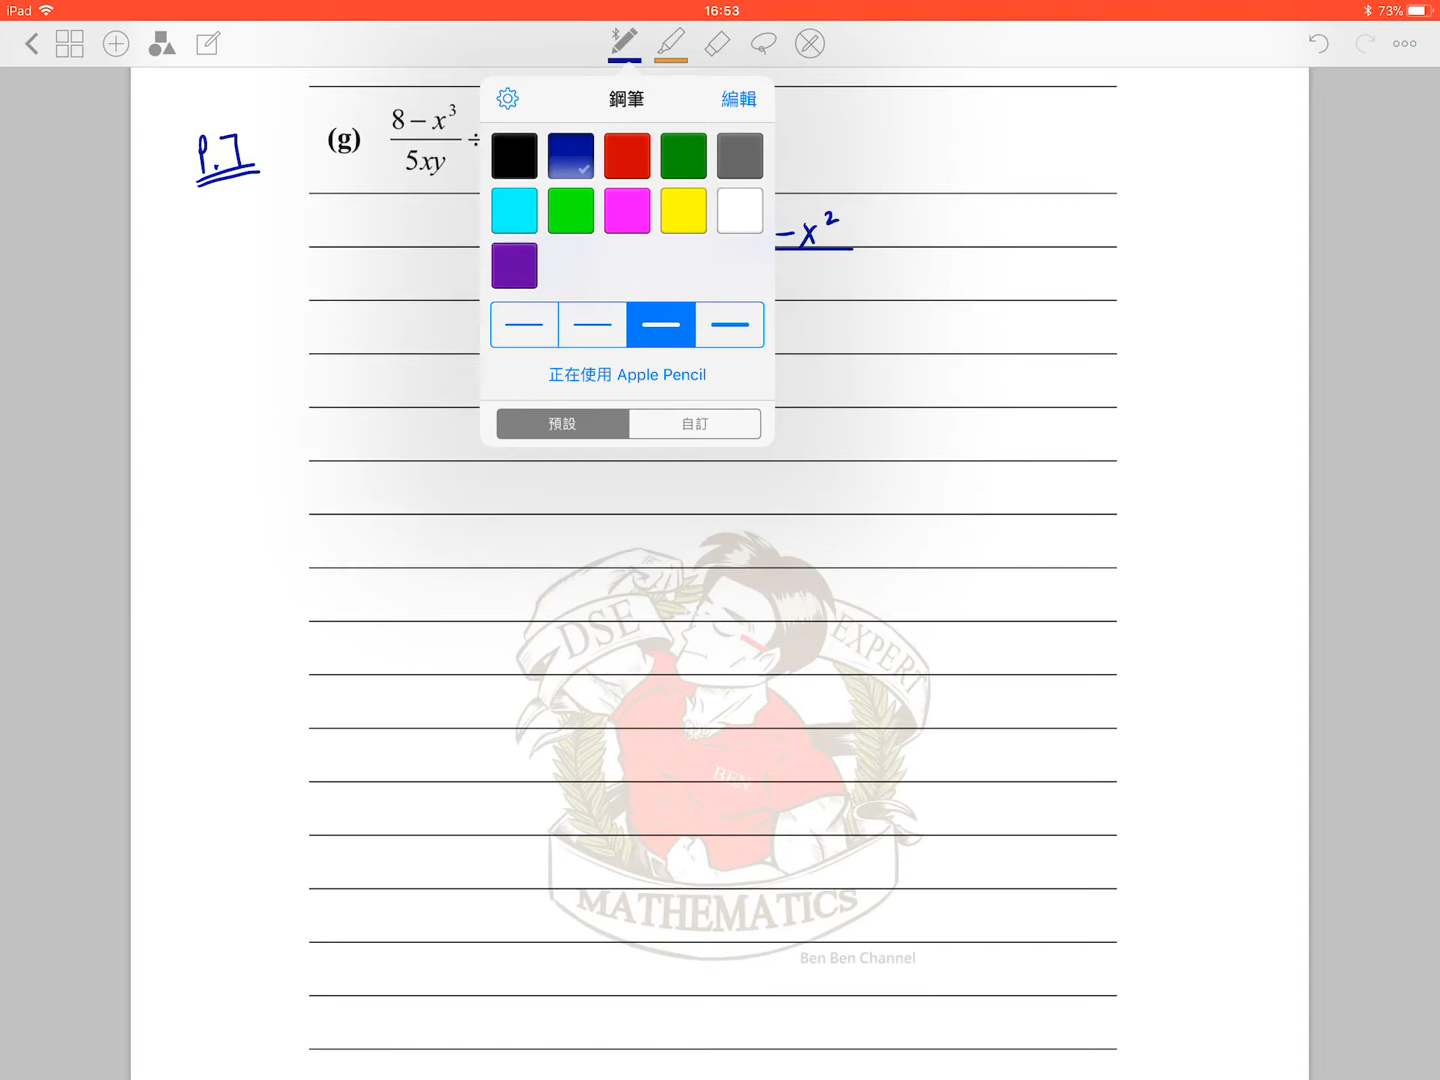 iPad 16:53 73%
鋼筆 編輯
P.7
(g) 8 − x³ / 5xy ÷
− x²
正在使用 Apple Pencil
預設 自訂
DSE EXPERT
BEN
MATHEMATICS
Ben Ben Channel